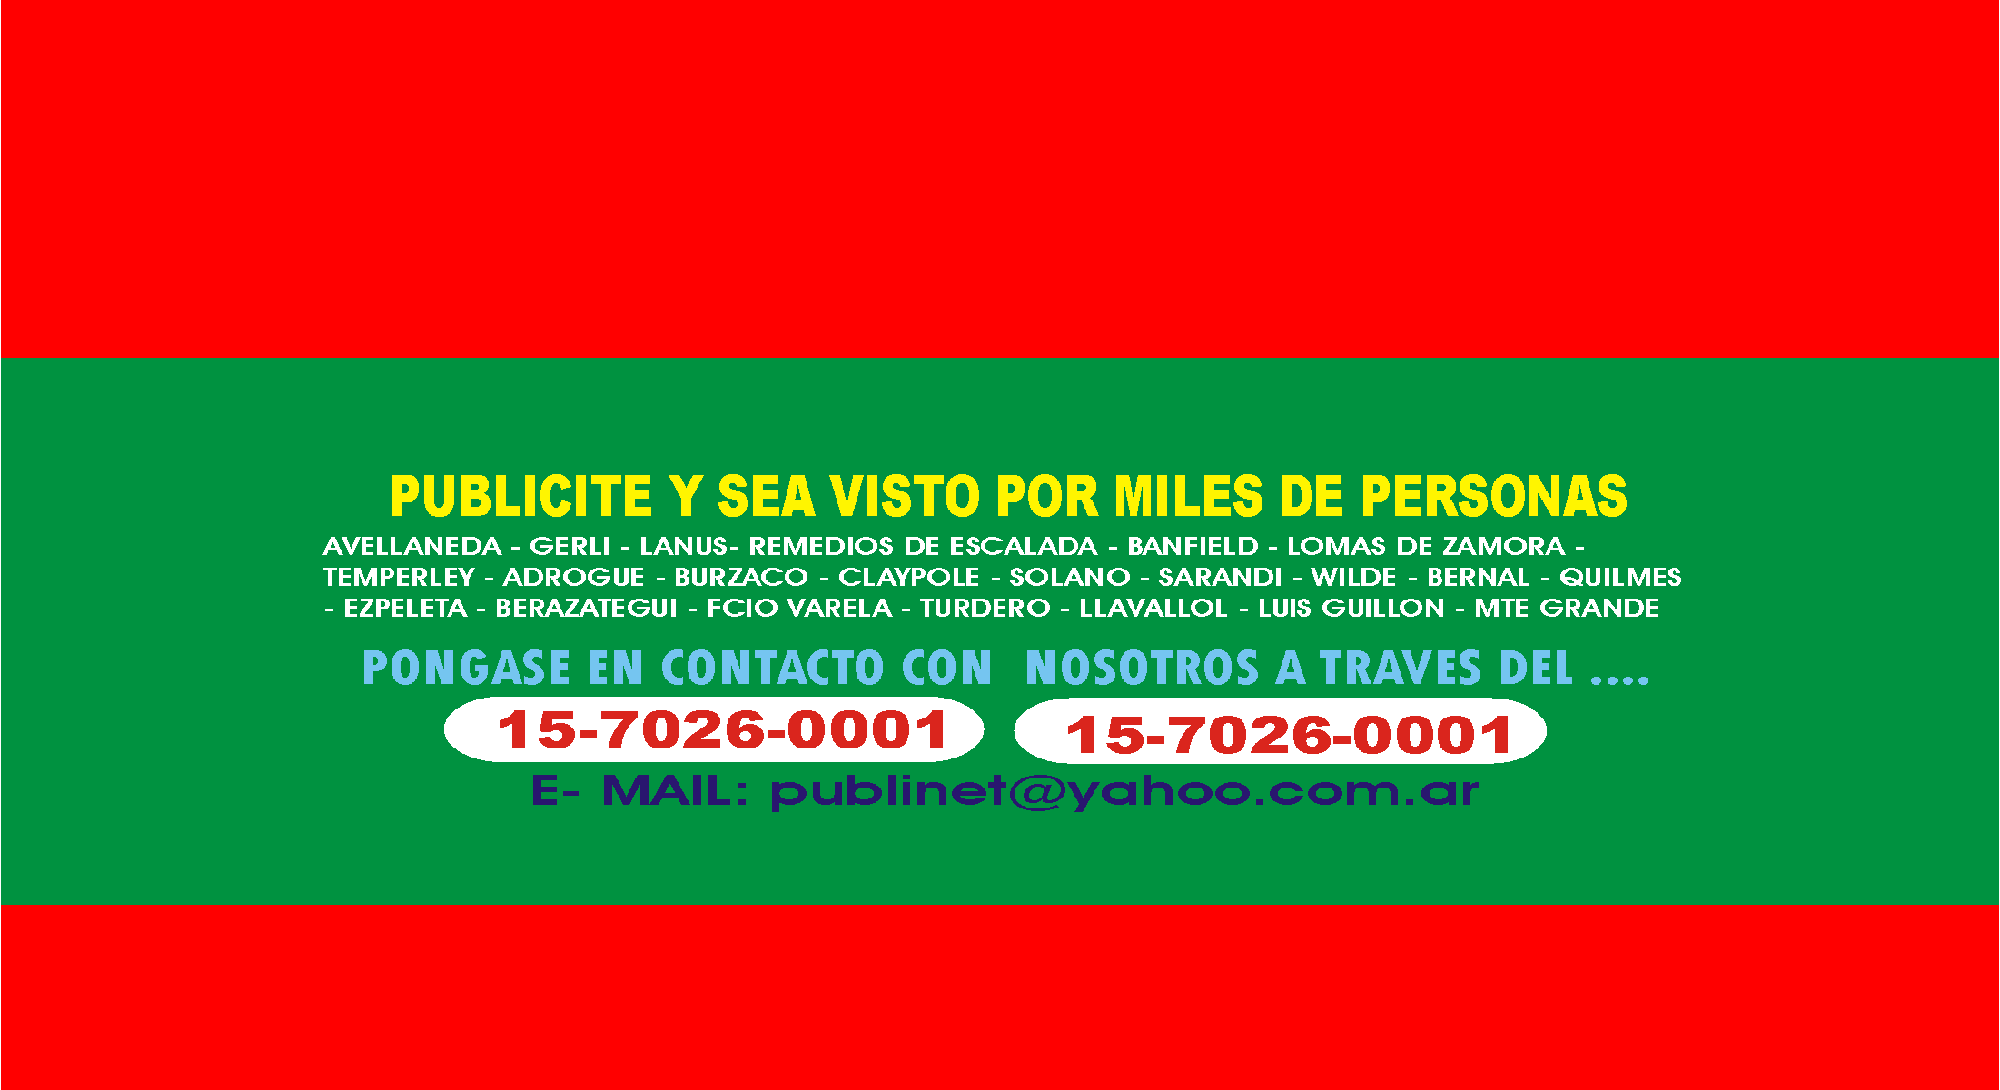 PUBLICITE Y SEA VISTO POR MILES DE PERSONAS
AVELLANEDA - GERLI - LANUS- REMEDIOS DE ESCALADA - BANFIELD - LOMAS DE ZAMORA -
TEMPERLEY - ADROGUE - BURZACO - CLAYPOLE - SOLANO - SARANDI - WILDE - BERNAL - QUILMES
- EZPELETA - BERAZATEGUI - FCIO VARELA - TURDERO - LLAVALLOL - LUIS GUILLON - MTE GRANDE
PONGASE EN CONTACTO CON NOSOTROS A TRAVES DEL ....
15-7026-0001 15-7026-0001
E- MAIL: publinet@yahoo.com.ar